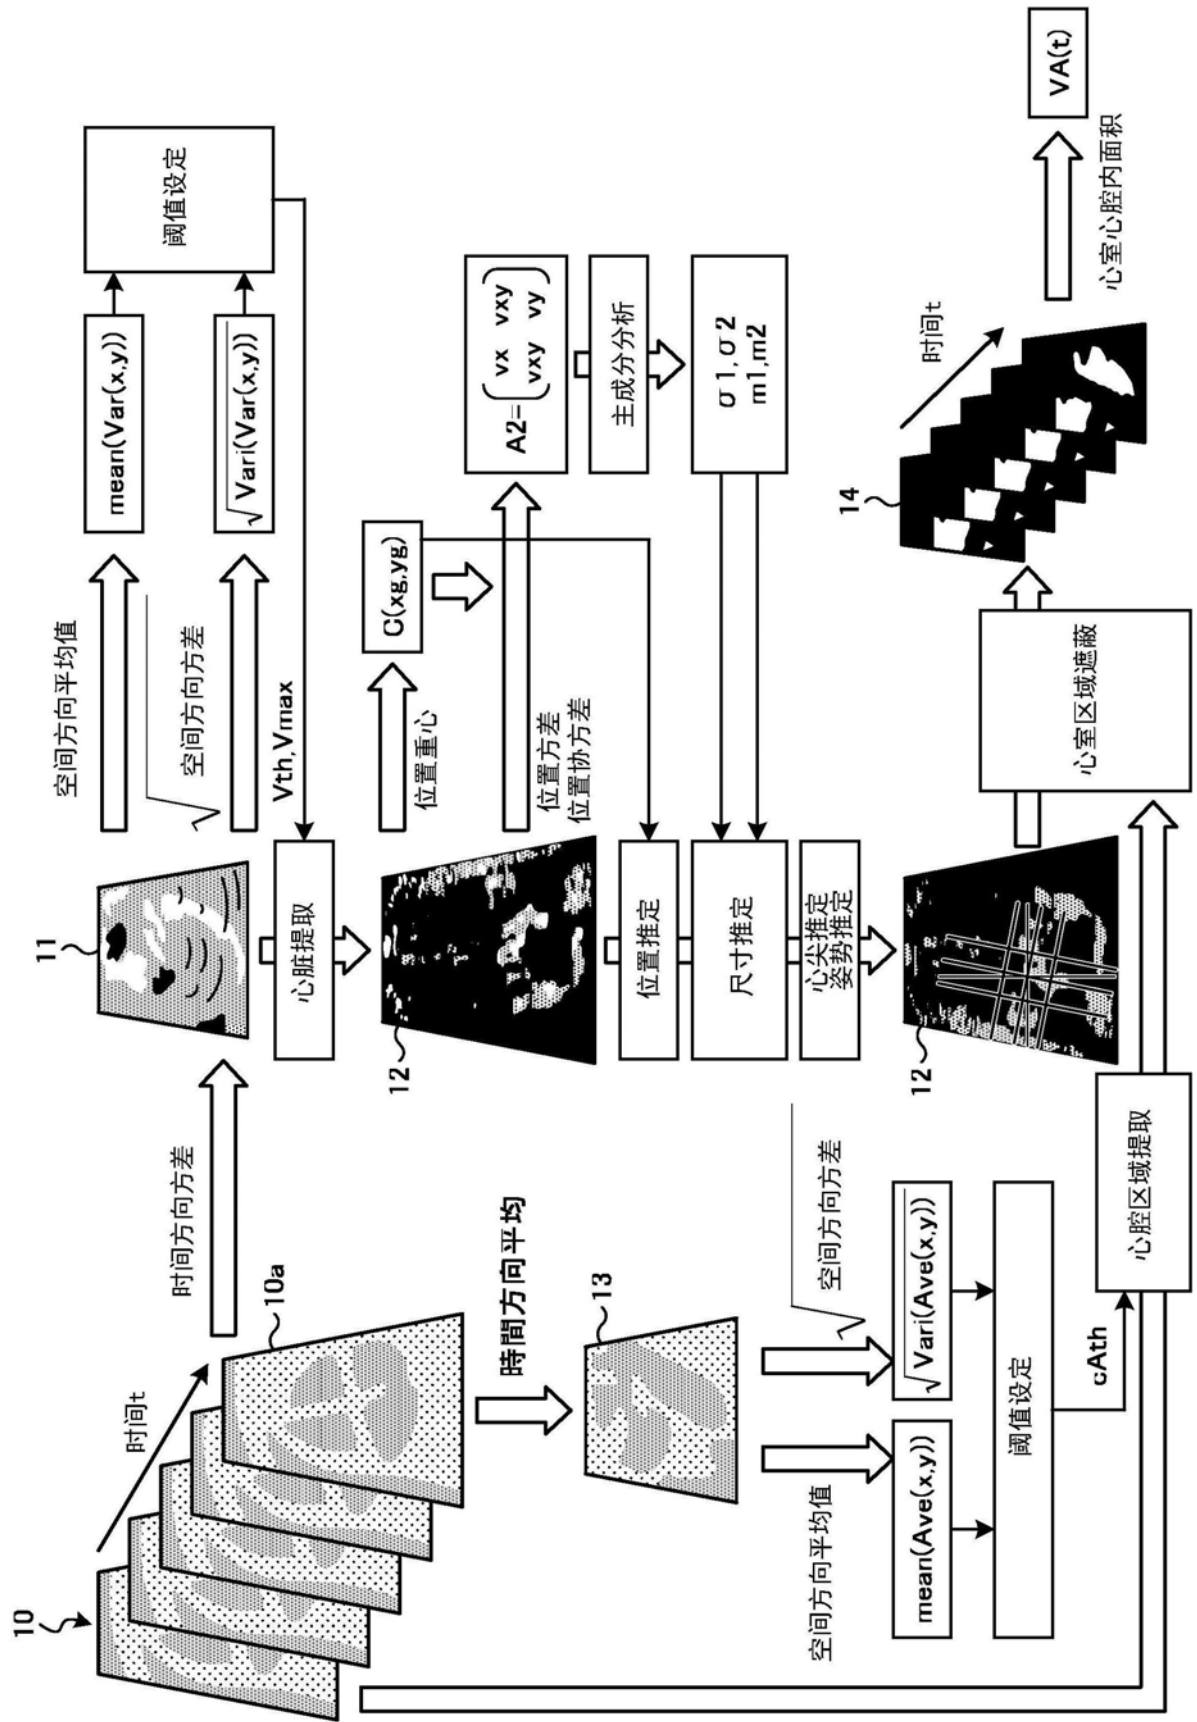 10
时间t
10a
时间方向方差
11
空间方向平均值
mean(Var(x,y))
空间方向方差
√Vari(Var(x,y))
阈值设定
Vth,Vmax
心脏提取
12
位置重心
C(xg,yg)
位置方差
位置协方差
A2=(vx vxy
vxy vy)
主成分分析
σ1,σ2
m1,m2
位置推定
尺寸推定
心尖推定
姿势推定
12
時間方向平均
13
空间方向平均值
mean(Ave(x,y))
空间方向方差
√Vari(Ave(x,y))
阈值设定
cAth
心腔区域提取
心室区域遮蔽
14
时间t
心室心腔内面积
VA(t)